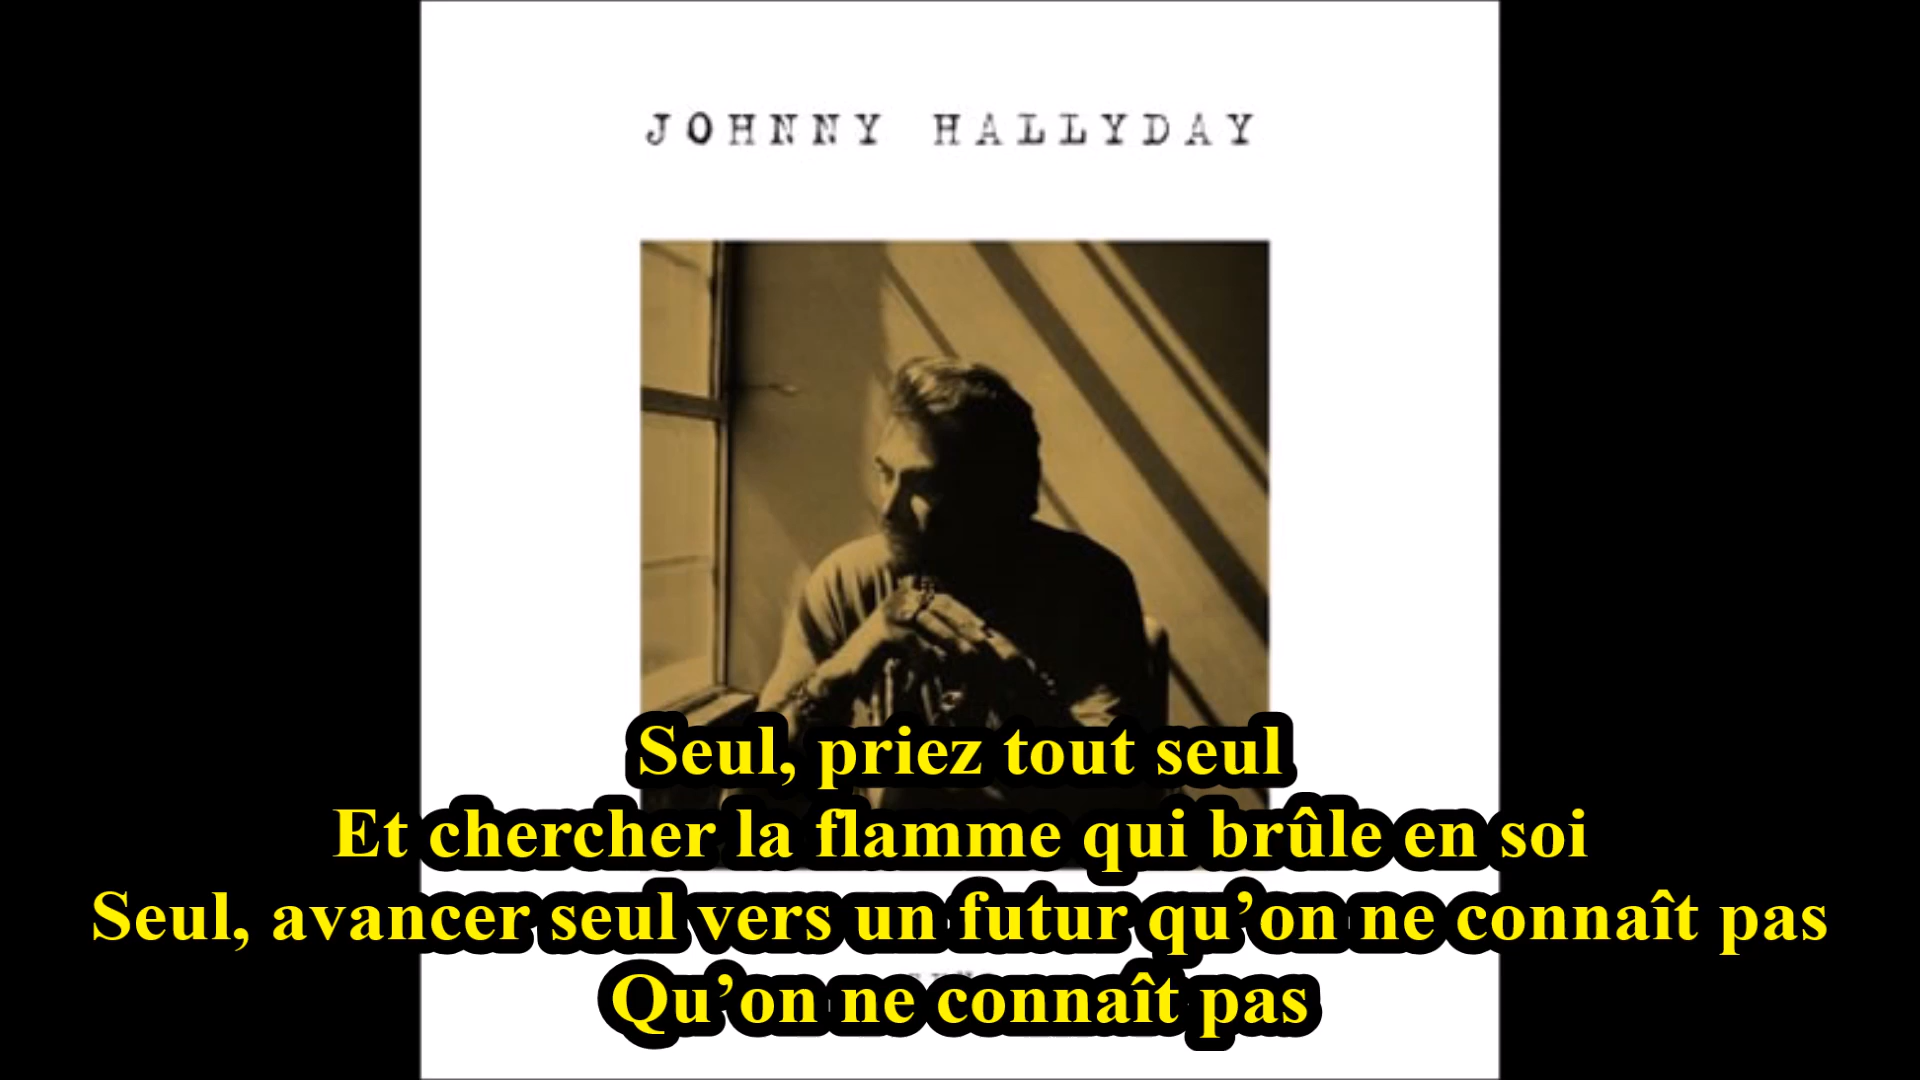 JOHNNY HALLYDAY
Seul, priez tout seul
Et chercher la flamme qui brûle en soi
Seul, avancer seul vers un futur qu’on ne connaît pas
Qu’on ne connaît pas